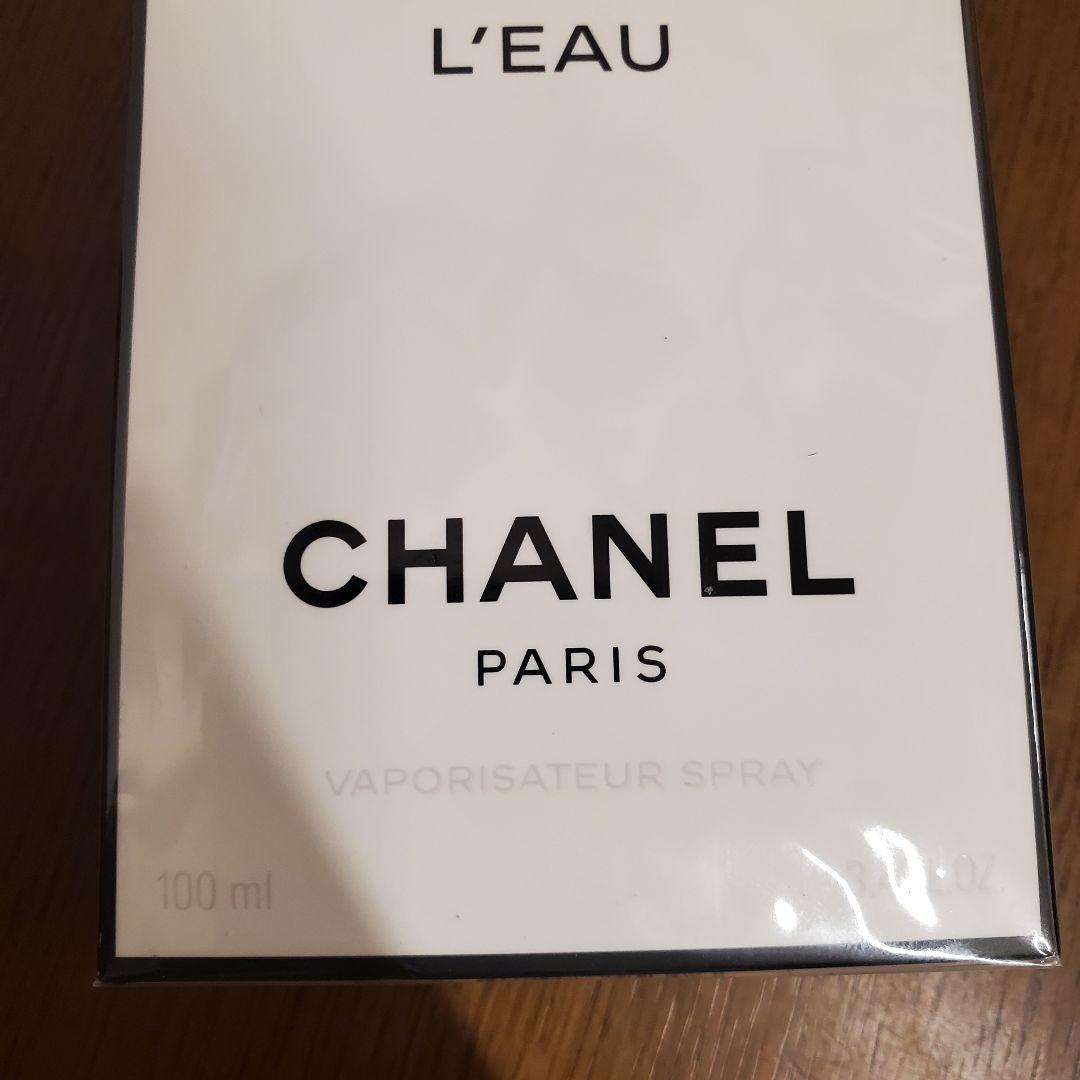 L'EAU
CHANEL
PARIS
VAPORISATEUR SPRAY
100 ml